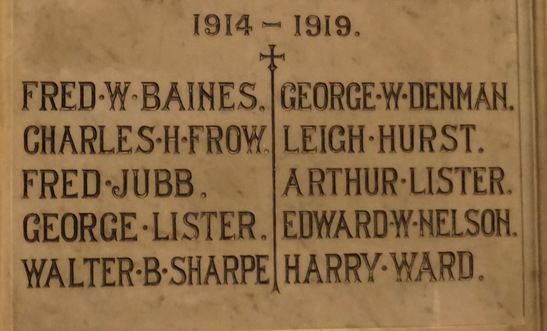 1914 – 1919.
FRED·W·BAINES.
CHARLES·H·FROW.
FRED·JUBB.
GEORGE·LISTER.
WALTER·B·SHARPE
GEORGE·W·DENMAN.
LEIGH·HURST.
ARTHUR·LISTER.
EDWARD·W·NELSON.
HARRY·WARD.